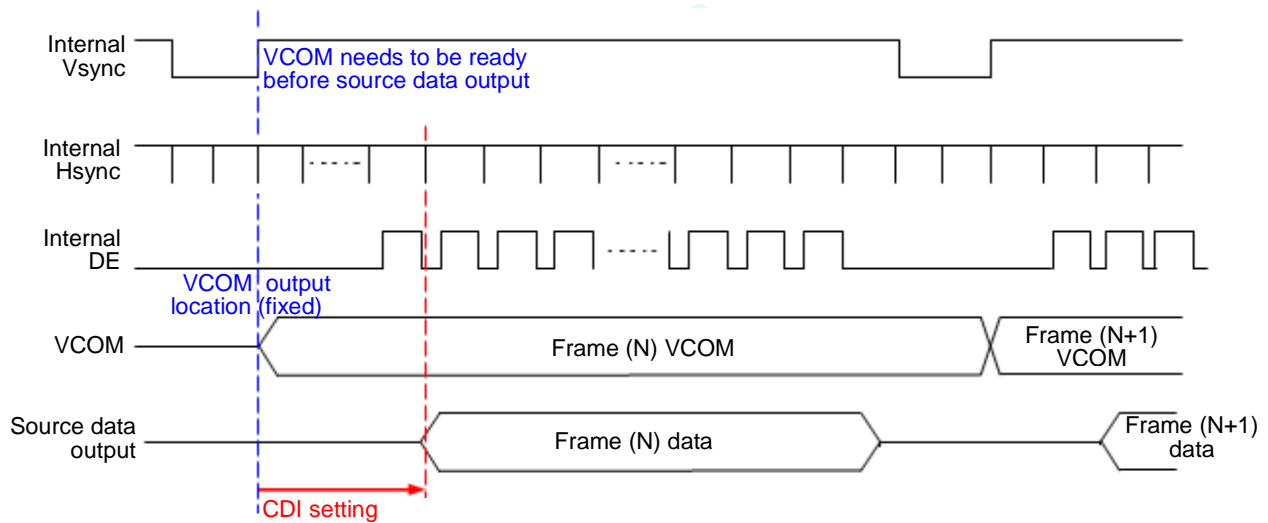 Internal
Vsync
VCOM needs to be ready
before source data output
Internal
Hsync
Internal
DE
VCOM output
location (fixed)
VCOM
Frame (N) VCOM
Frame (N+1)
VCOM
Source data
output
Frame (N) data
Frame (N+1)
data
CDI setting